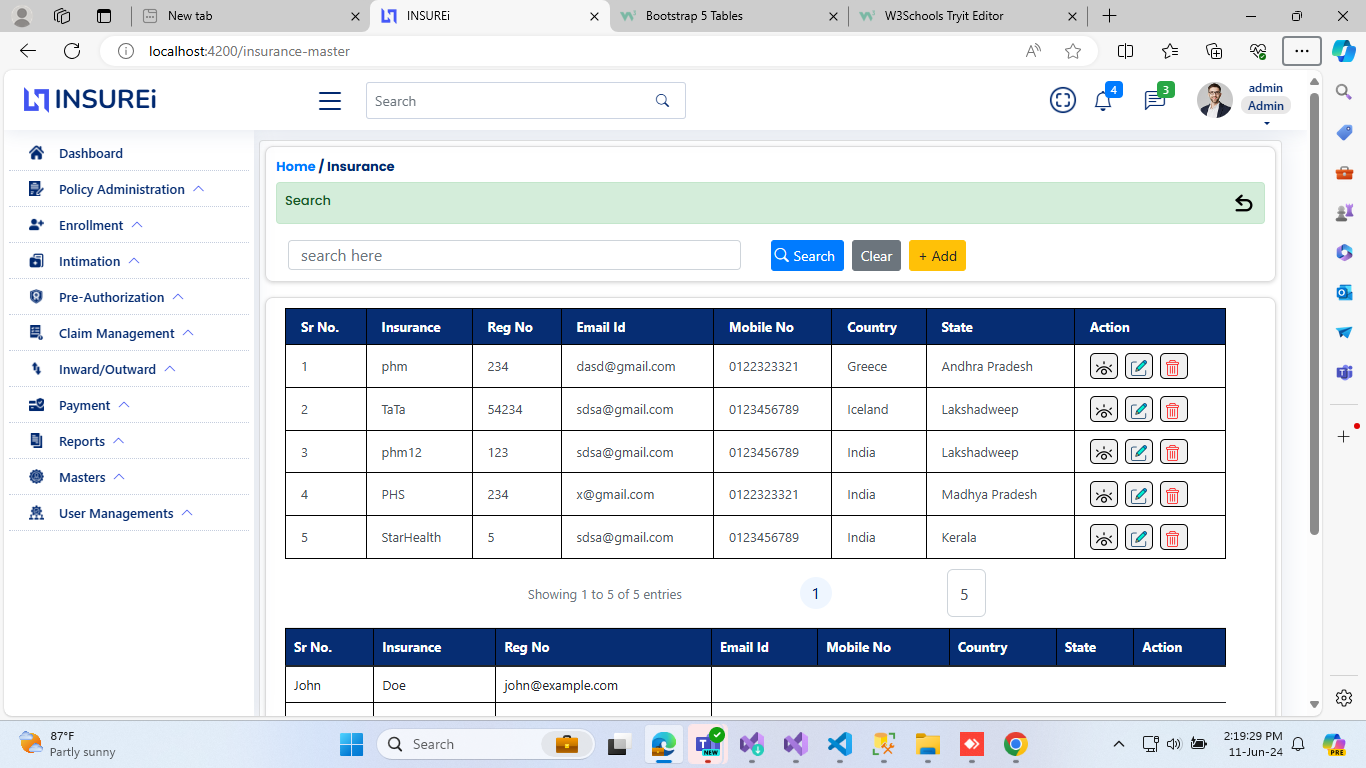 New tab
INSUREi
Bootstrap 5 Tables
W3Schools Tryit Editor
localhost:4200/insurance-master
INSUREi
Search
4
3
admin
Admin
Dashboard
Policy Administration
Enrollment
Intimation
Pre-Authorization
Claim Management
Inward/Outward
Payment
Reports
Masters
User Managements
Home / Insurance
Search
search here
Search
Clear
+ Add
Sr No. Insurance Reg No Email Id Mobile No Country State Action
1 phm 234 dasd@gmail.com 0122323321 Greece Andhra Pradesh
2 TaTa 54234 sdsa@gmail.com 0123456789 Iceland Lakshadweep
3 phm12 123 sdsa@gmail.com 0123456789 India Lakshadweep
4 PHS 234 x@gmail.com 0122323321 India Madhya Pradesh
5 StarHealth 5 sdsa@gmail.com 0123456789 India Kerala
Showing 1 to 5 of 5 entries 1 5
Sr No. Insurance Reg No Email Id Mobile No Country State Action
John Doe john@example.com
87°F
Partly sunny
Search
NEW
2:19:29 PM
11-Jun-24
PRE